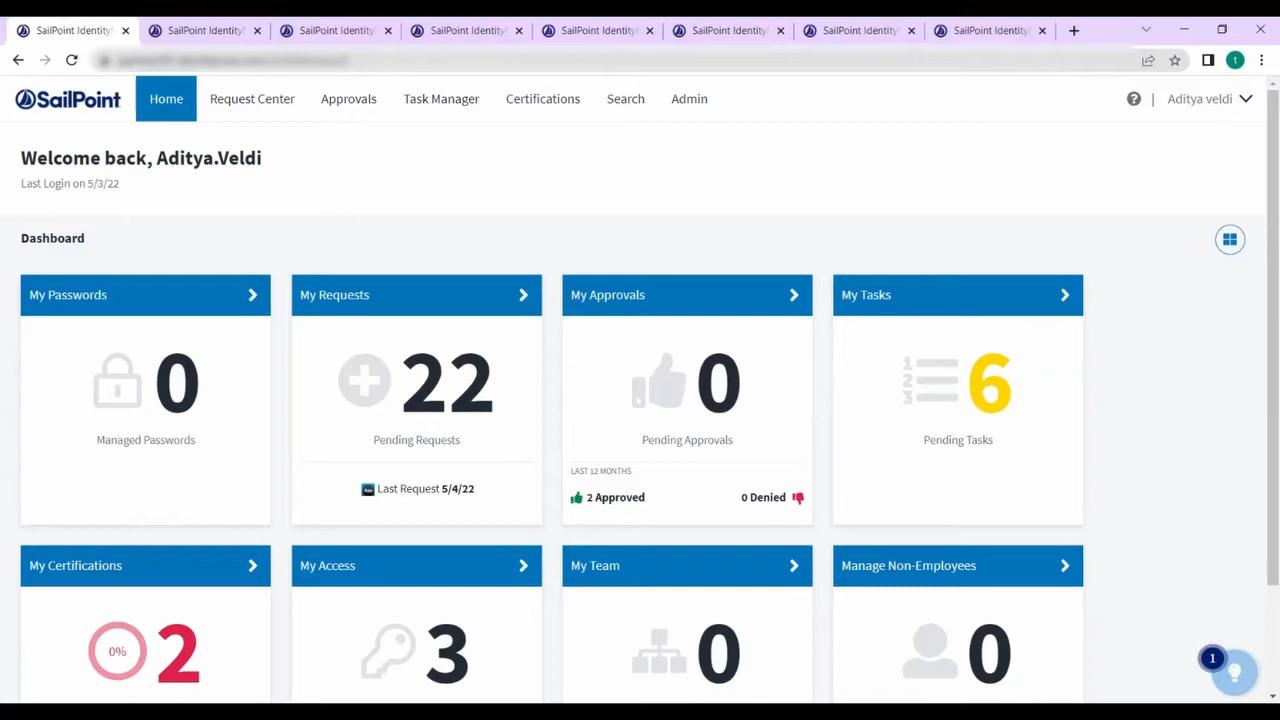 SailPoint Identity
SailPoint Identity
SailPoint Identity
SailPoint Identity
SailPoint Identity
SailPoint Identity
SailPoint Identity
SailPoint Identity
t
SailPoint
Home
Request Center
Approvals
Task Manager
Certifications
Search
Admin
Aditya veldi
Welcome back, Aditya.Veldi
Last Login on 5/3/22
Dashboard
My Passwords
My Requests
My Approvals
My Tasks
0
22
0
1
2
3
6
Managed Passwords
Pending Requests
Pending Approvals
Pending Tasks
LAST 12 MONTHS
Last Request 5/4/22
2 Approved
0 Denied
My Certifications
My Access
My Team
Manage Non-Employees
0%
2
3
0
0
1